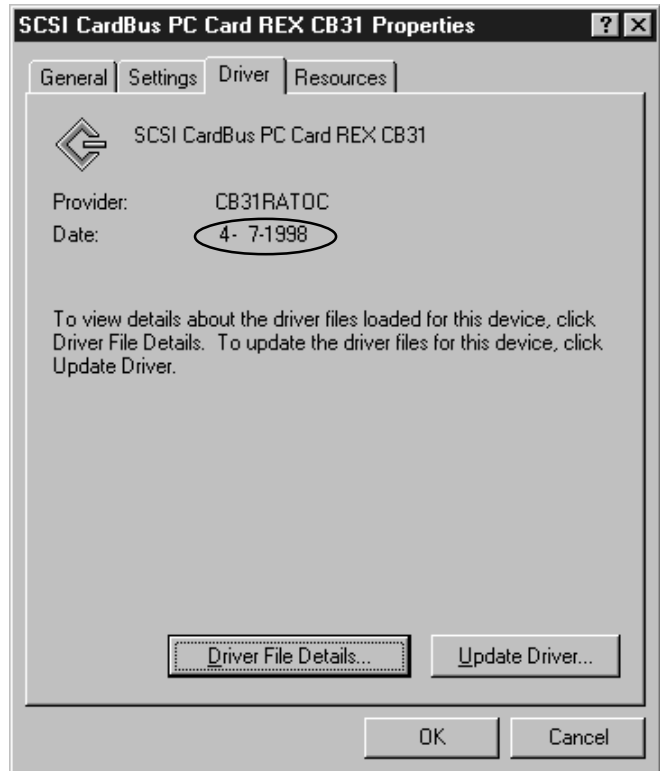 SCSI CardBus PC Card REX CB31 Properties ? X
General Settings Driver Resources
SCSI CardBus PC Card REX CB31
Provider: CB31RATOC
Date: 4- 7-1998
To view details about the driver files loaded for this device, click
Driver File Details. To update the driver files for this device, click
Update Driver.
Driver File Details... Update Driver...
OK Cancel